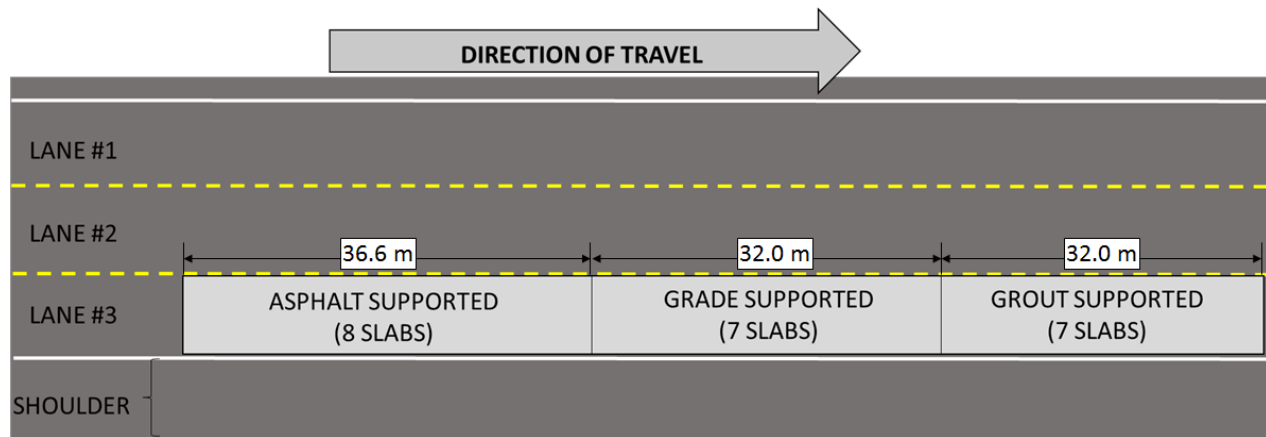 DIRECTION OF TRAVEL
LANE #1
LANE #2
36.6 m
32.0 m
32.0 m
LANE #3
ASPHALT SUPPORTED
(8 SLABS)
GRADE SUPPORTED
(7 SLABS)
GROUT SUPPORTED
(7 SLABS)
SHOULDER